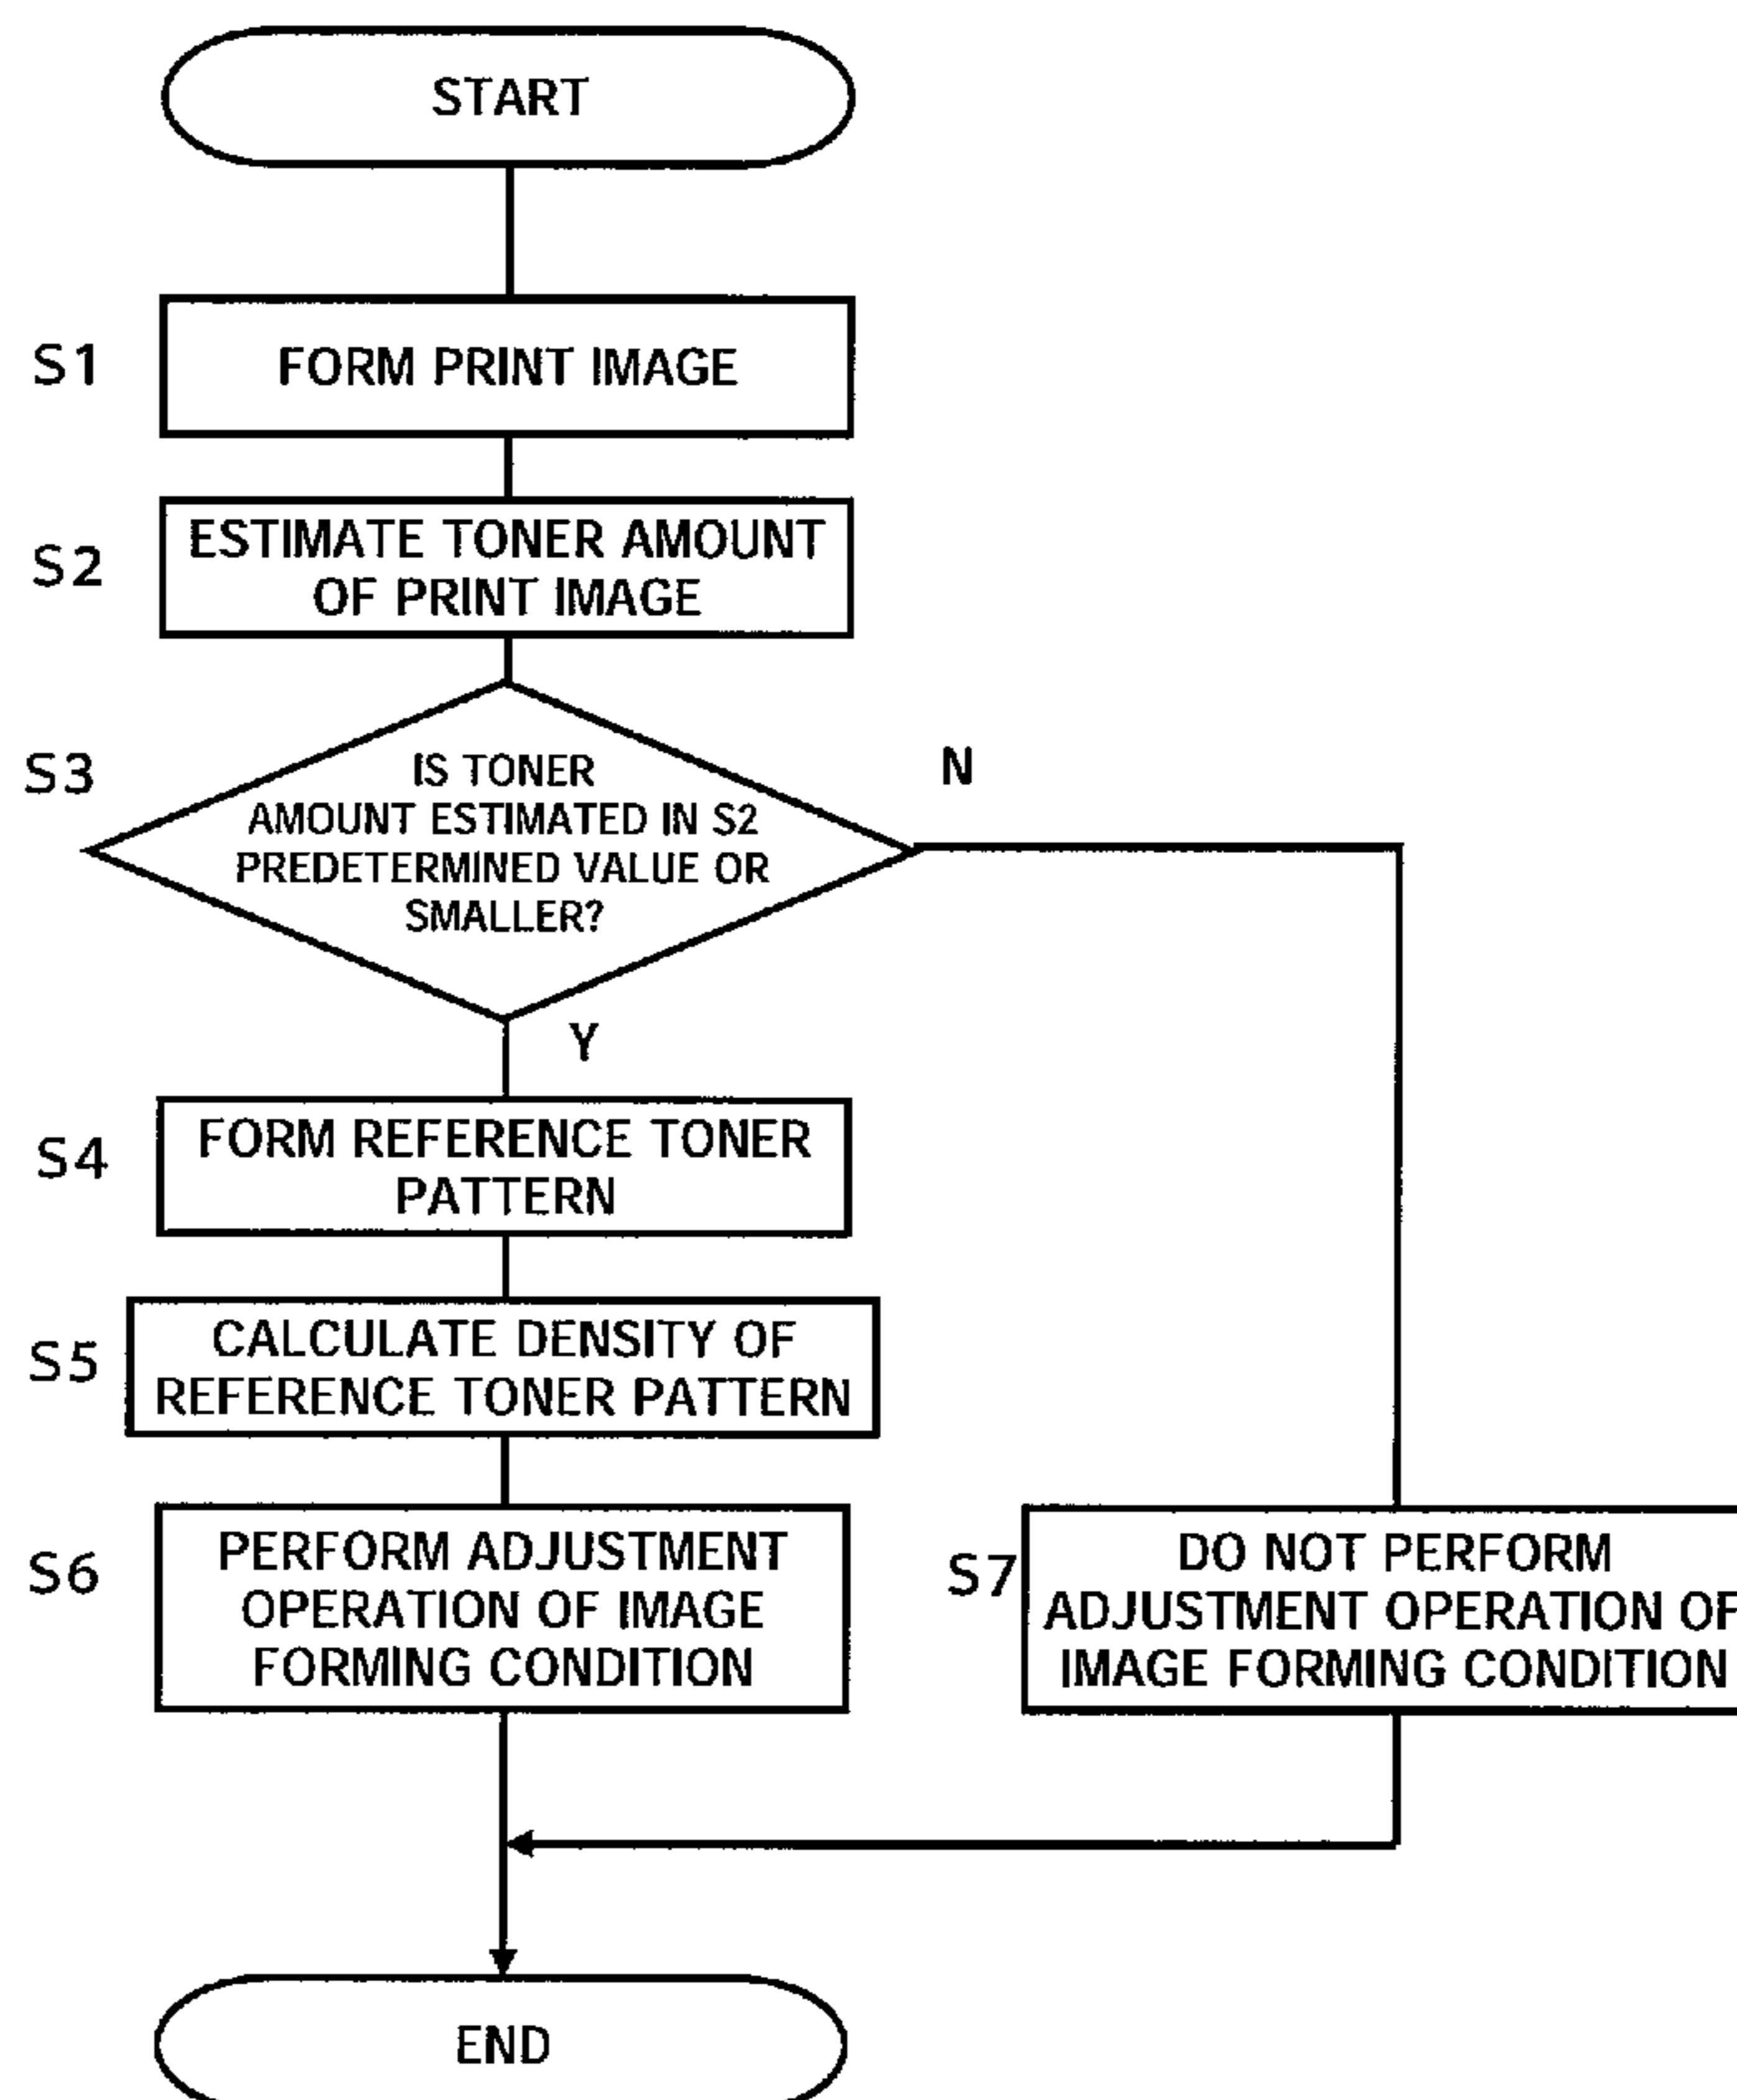 START
S1
FORM PRINT IMAGE
S2
ESTIMATE TONER AMOUNT
OF PRINT IMAGE
S3
IS TONER
AMOUNT ESTIMATED IN S2
PREDETERMINED VALUE OR
SMALLER?
N
Y
S4
FORM REFERENCE TONER
PATTERN
S5
CALCULATE DENSITY OF
REFERENCE TONER PATTERN
S6
PERFORM ADJUSTMENT
OPERATION OF IMAGE
FORMING CONDITION
S7
DO NOT PERFORM
ADJUSTMENT OPERATION OF
IMAGE FORMING CONDITION
END